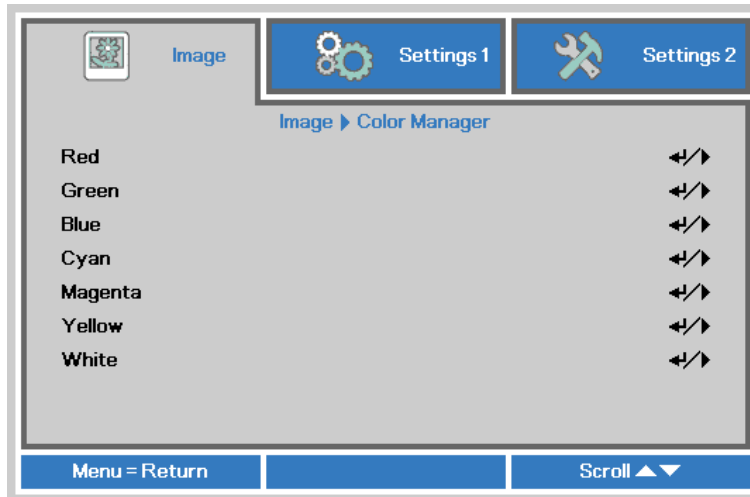 Image Settings 1 Settings 2
Image ▶ Color Manager
Red ↵/▶
Green ↵/▶
Blue ↵/▶
Cyan ↵/▶
Magenta ↵/▶
Yellow ↵/▶
White ↵/▶
Menu = Return Scroll ▲▼